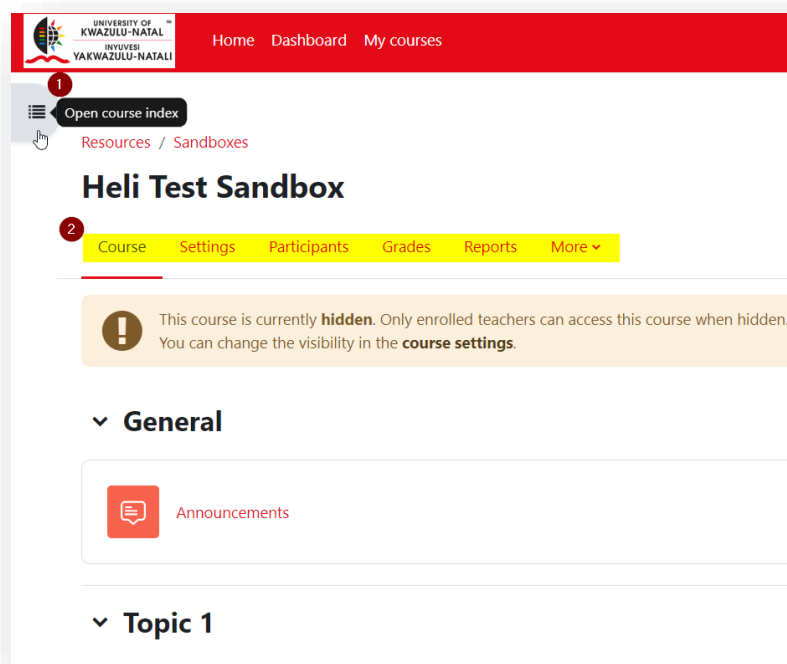 UNIVERSITY OF ™
KWAZULU-NATAL
INYUVESI
YAKWAZULU-NATALI
Home Dashboard My courses
1
Open course index
Resources / Sandboxes
Heli Test Sandbox
2
Course Settings Participants Grades Reports More
This course is currently hidden. Only enrolled teachers can access this course when hidden.
You can change the visibility in the course settings.
General
Announcements
Topic 1